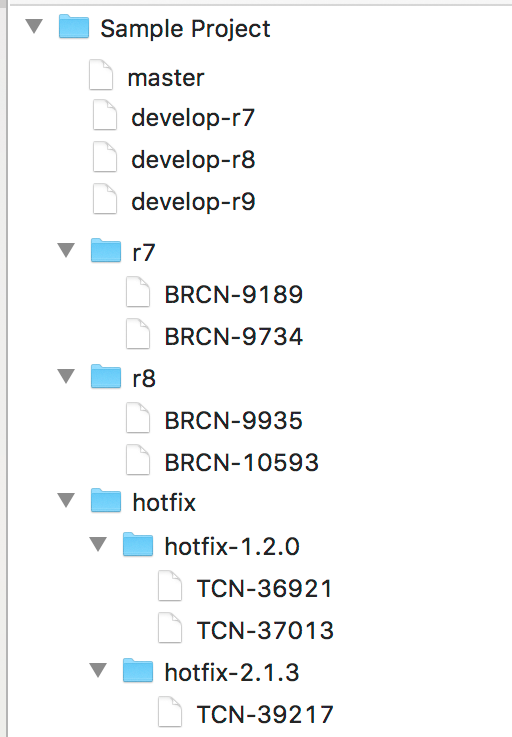 Sample Project
master
develop-r7
develop-r8
develop-r9
r7
BRCN-9189
BRCN-9734
r8
BRCN-9935
BRCN-10593
hotfix
hotfix-1.2.0
TCN-36921
TCN-37013
hotfix-2.1.3
TCN-39217